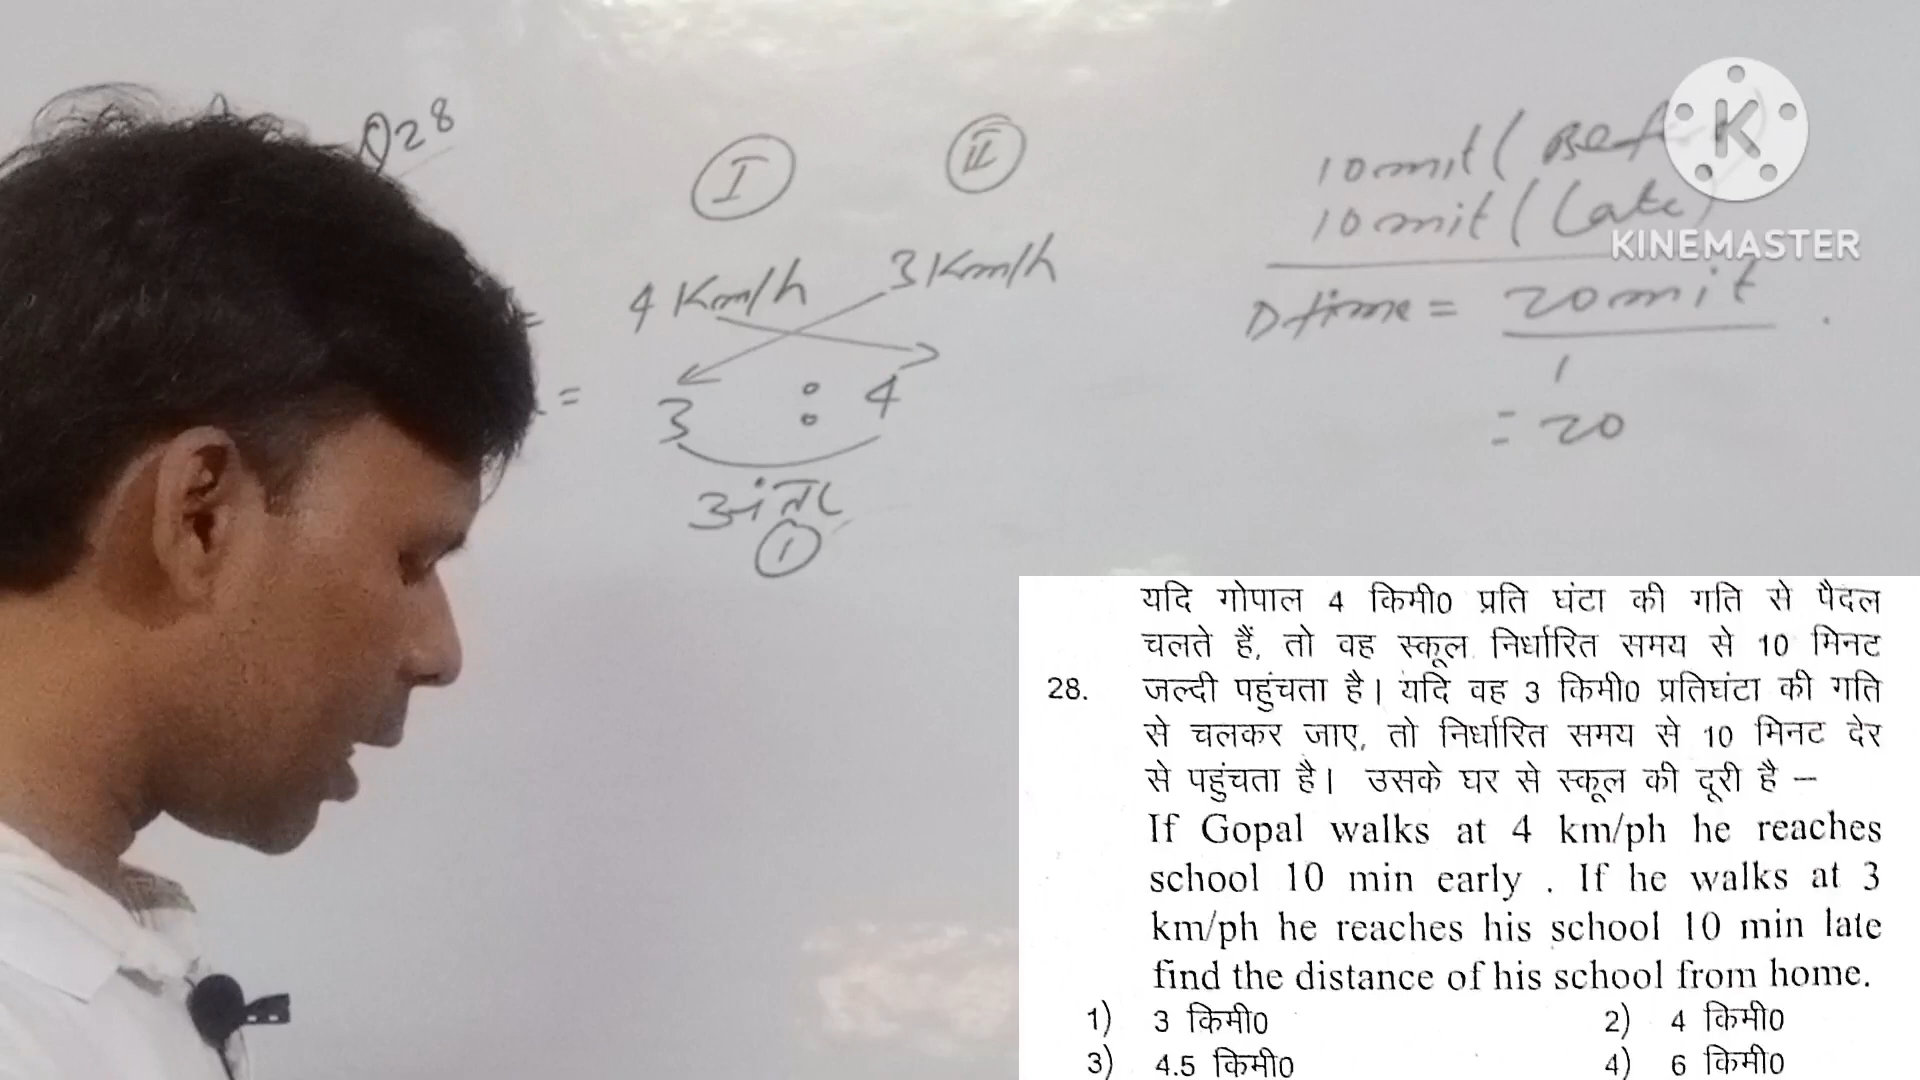 Q28
I II
4 Km/h 3 Km/h
=
= 3 : 4
अंतर
1
10 mit (
10 mit (Late)
D time = 20 mit
1
= 20
KINEMASTER
यदि गोपाल 4 किमी0 प्रति घंटा की गति से पैदल
चलते हैं, तो वह स्कूल निर्धारित समय से 10 मिनट
28. जल्दी पहुंचता है। यदि वह 3 किमी0 प्रतिघंटा की गति
से चलकर जाए, तो निर्धारित समय से 10 मिनट देर
से पहुंचता है। उसके घर से स्कूल की दूरी है –
If Gopal walks at 4 km/ph he reaches
school 10 min early . If he walks at 3
km/ph he reaches his school 10 min late
find the distance of his school from home.
1) 3 किमी0 2) 4 किमी0
3) 4.5 किमी0 4) 6 किमी0